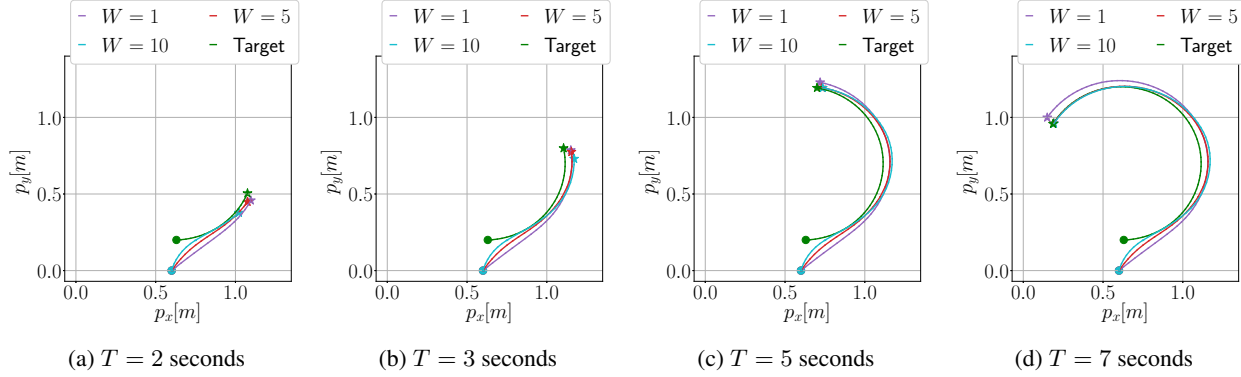 W = 1 W = 5
W = 10 Target
1.0
0.5
0.0
p_y[m]
0.0 0.5 1.0
p_x[m]
(a) T = 2 seconds
W = 1 W = 5
W = 10 Target
1.0
0.5
0.0
p_y[m]
0.0 0.5 1.0
p_x[m]
(b) T = 3 seconds
W = 1 W = 5
W = 10 Target
1.0
0.5
0.0
p_y[m]
0.0 0.5 1.0
p_x[m]
(c) T = 5 seconds
W = 1 W = 5
W = 10 Target
1.0
0.5
0.0
p_y[m]
0.0 0.5 1.0
p_x[m]
(d) T = 7 seconds